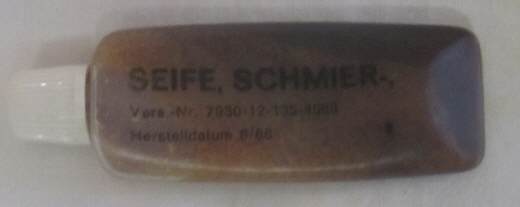 SEIFE, SCHMIER-,
Vers.-Nr. 7930-12-135-
Herstelldatum